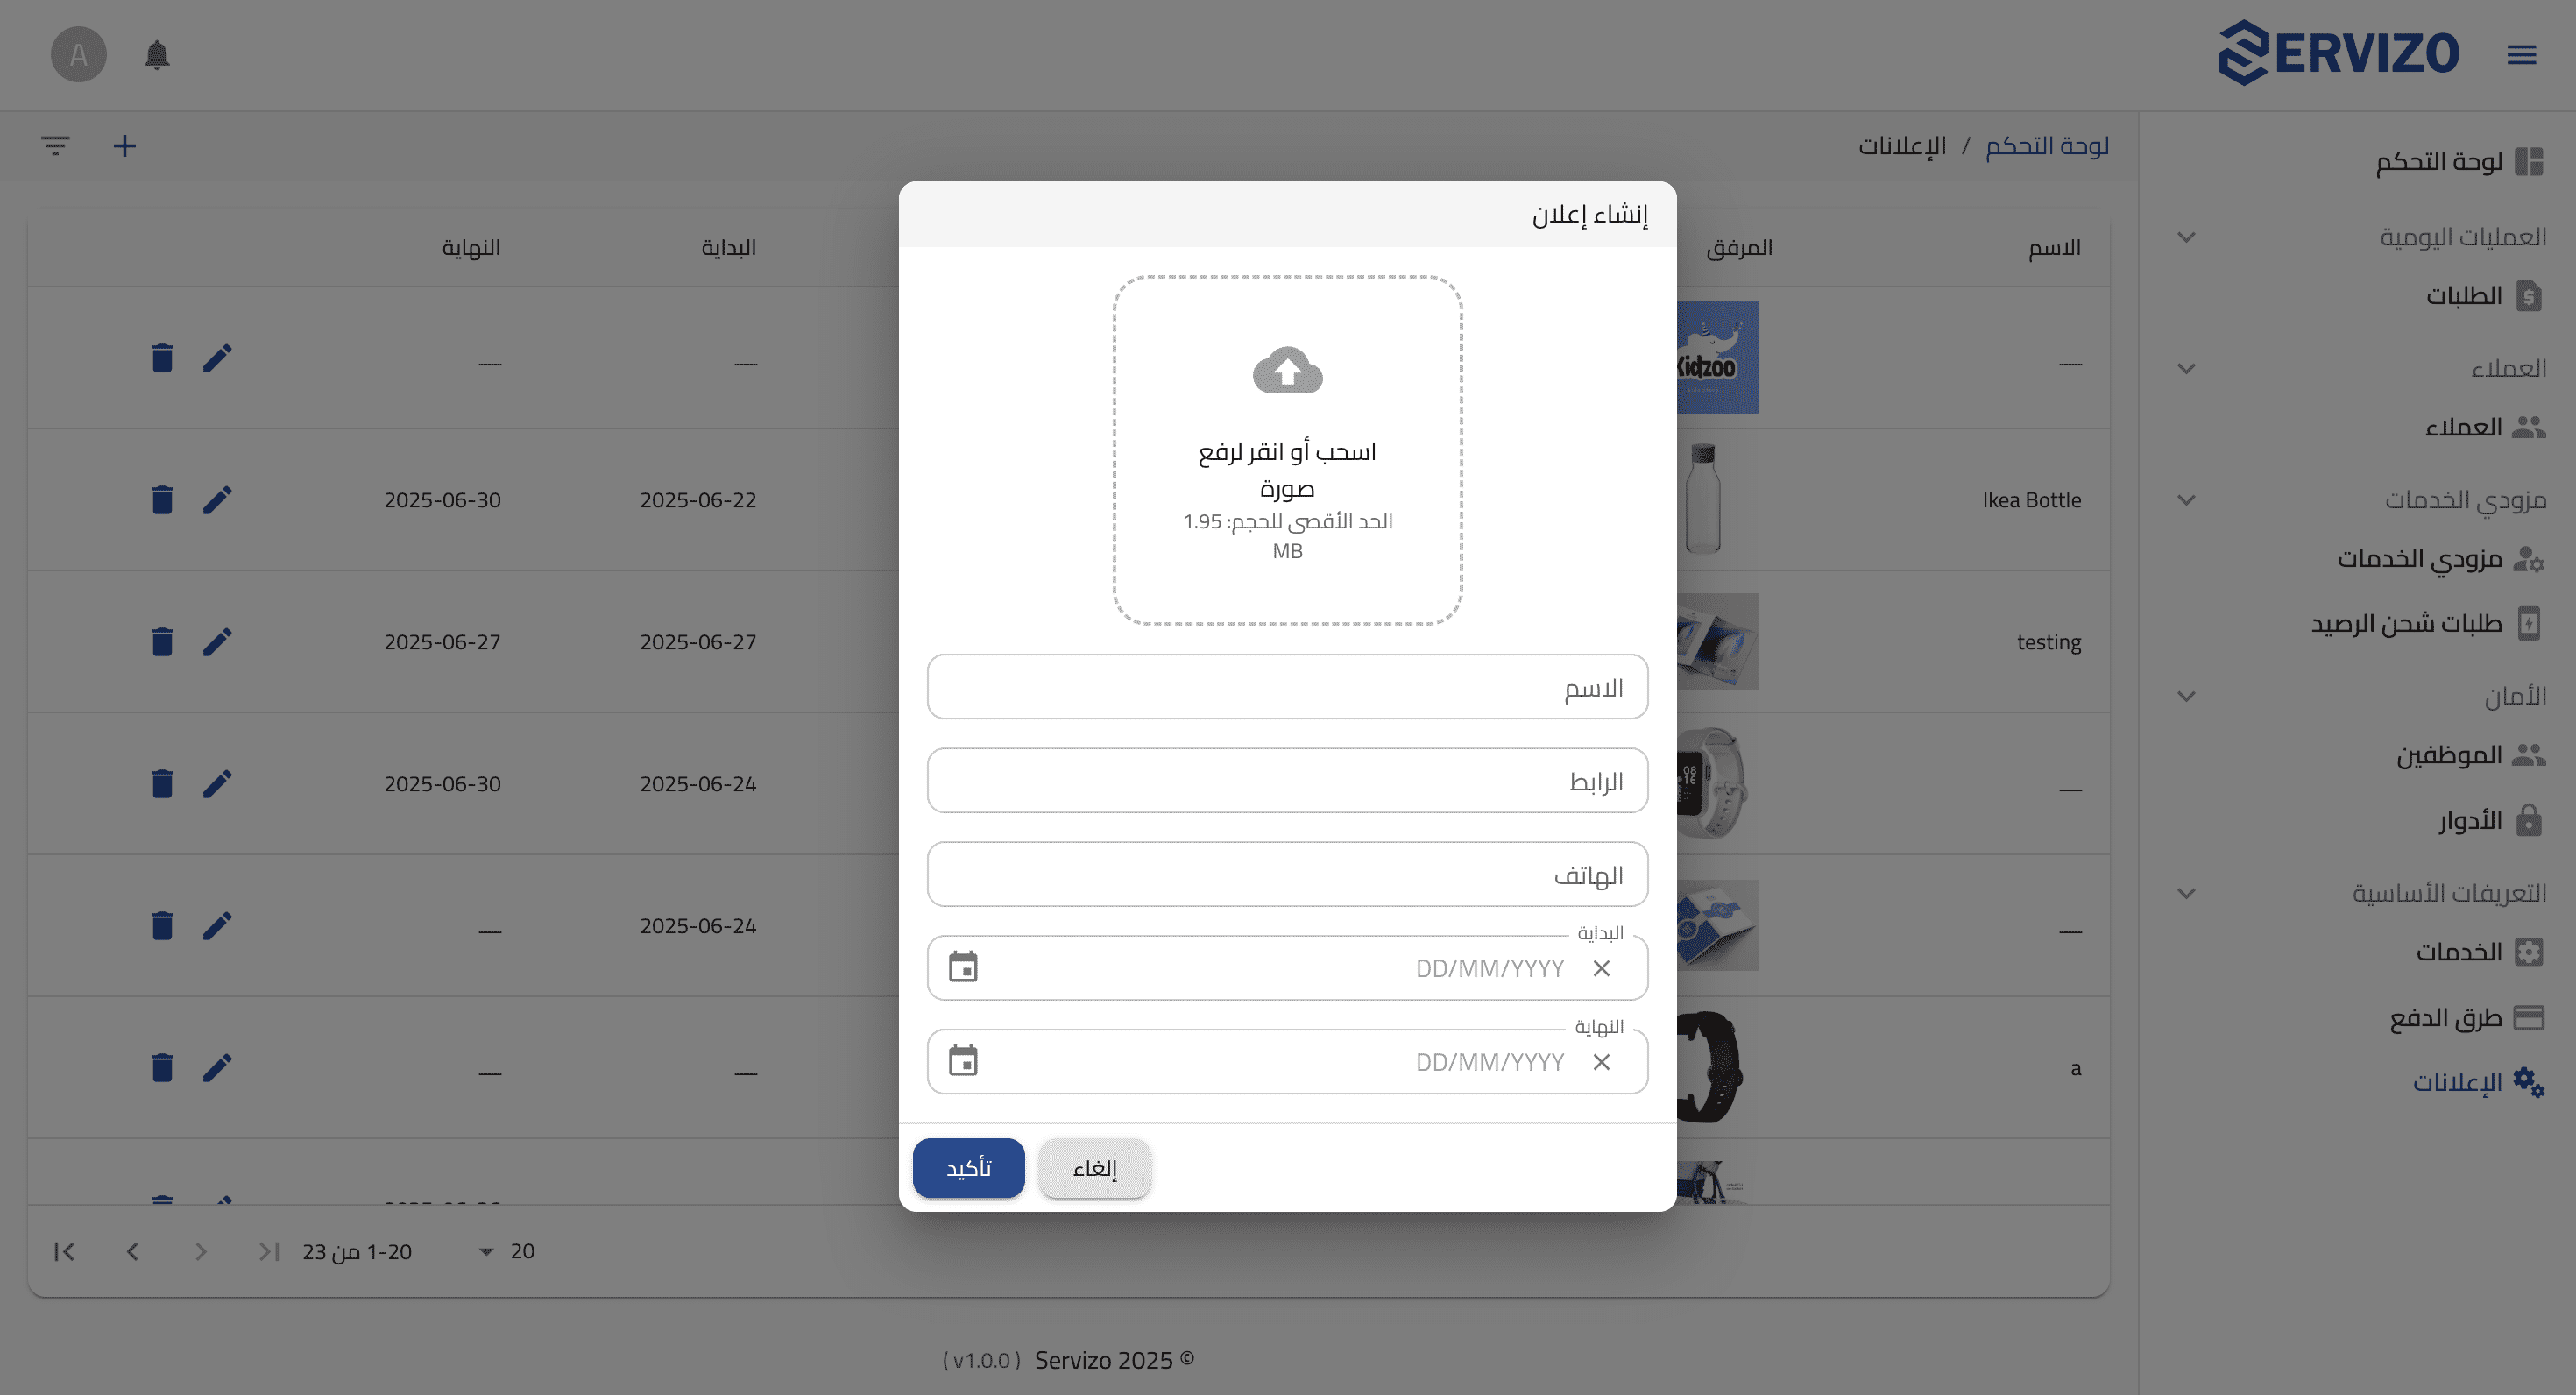 SERVIZO
A
لوحة التحكم / الإعلانات
لوحة التحكم
العمليات اليومية
الطلبات
العملاء
العملاء
مزودي الخدمات
مزودي الخدمات
طلبات شحن الرصيد
الأمان
الموظفين
الأدوار
التعريفات الأساسية
الخدمات
طرق الدفع
الإعلانات
الاسم المرفق البداية النهاية
Kidzoo
—
—
—
Ikea Bottle 2025-06-22 2025-06-30
testing 2025-06-27 2025-06-27
— 2025-06-24 2025-06-30
08
16
— 2025-06-24 —
a — —
إنشاء إعلان
اسحب أو انقر لرفع
صورة
الحد الأقصى للحجم: 1.95
MB
الاسم
الرابط
الهاتف
البداية
DD/MM/YYYY
النهاية
DD/MM/YYYY
إلغاء
تأكيد
20
1-20 من 23
© Servizo 2025 ( v1.0.0 )